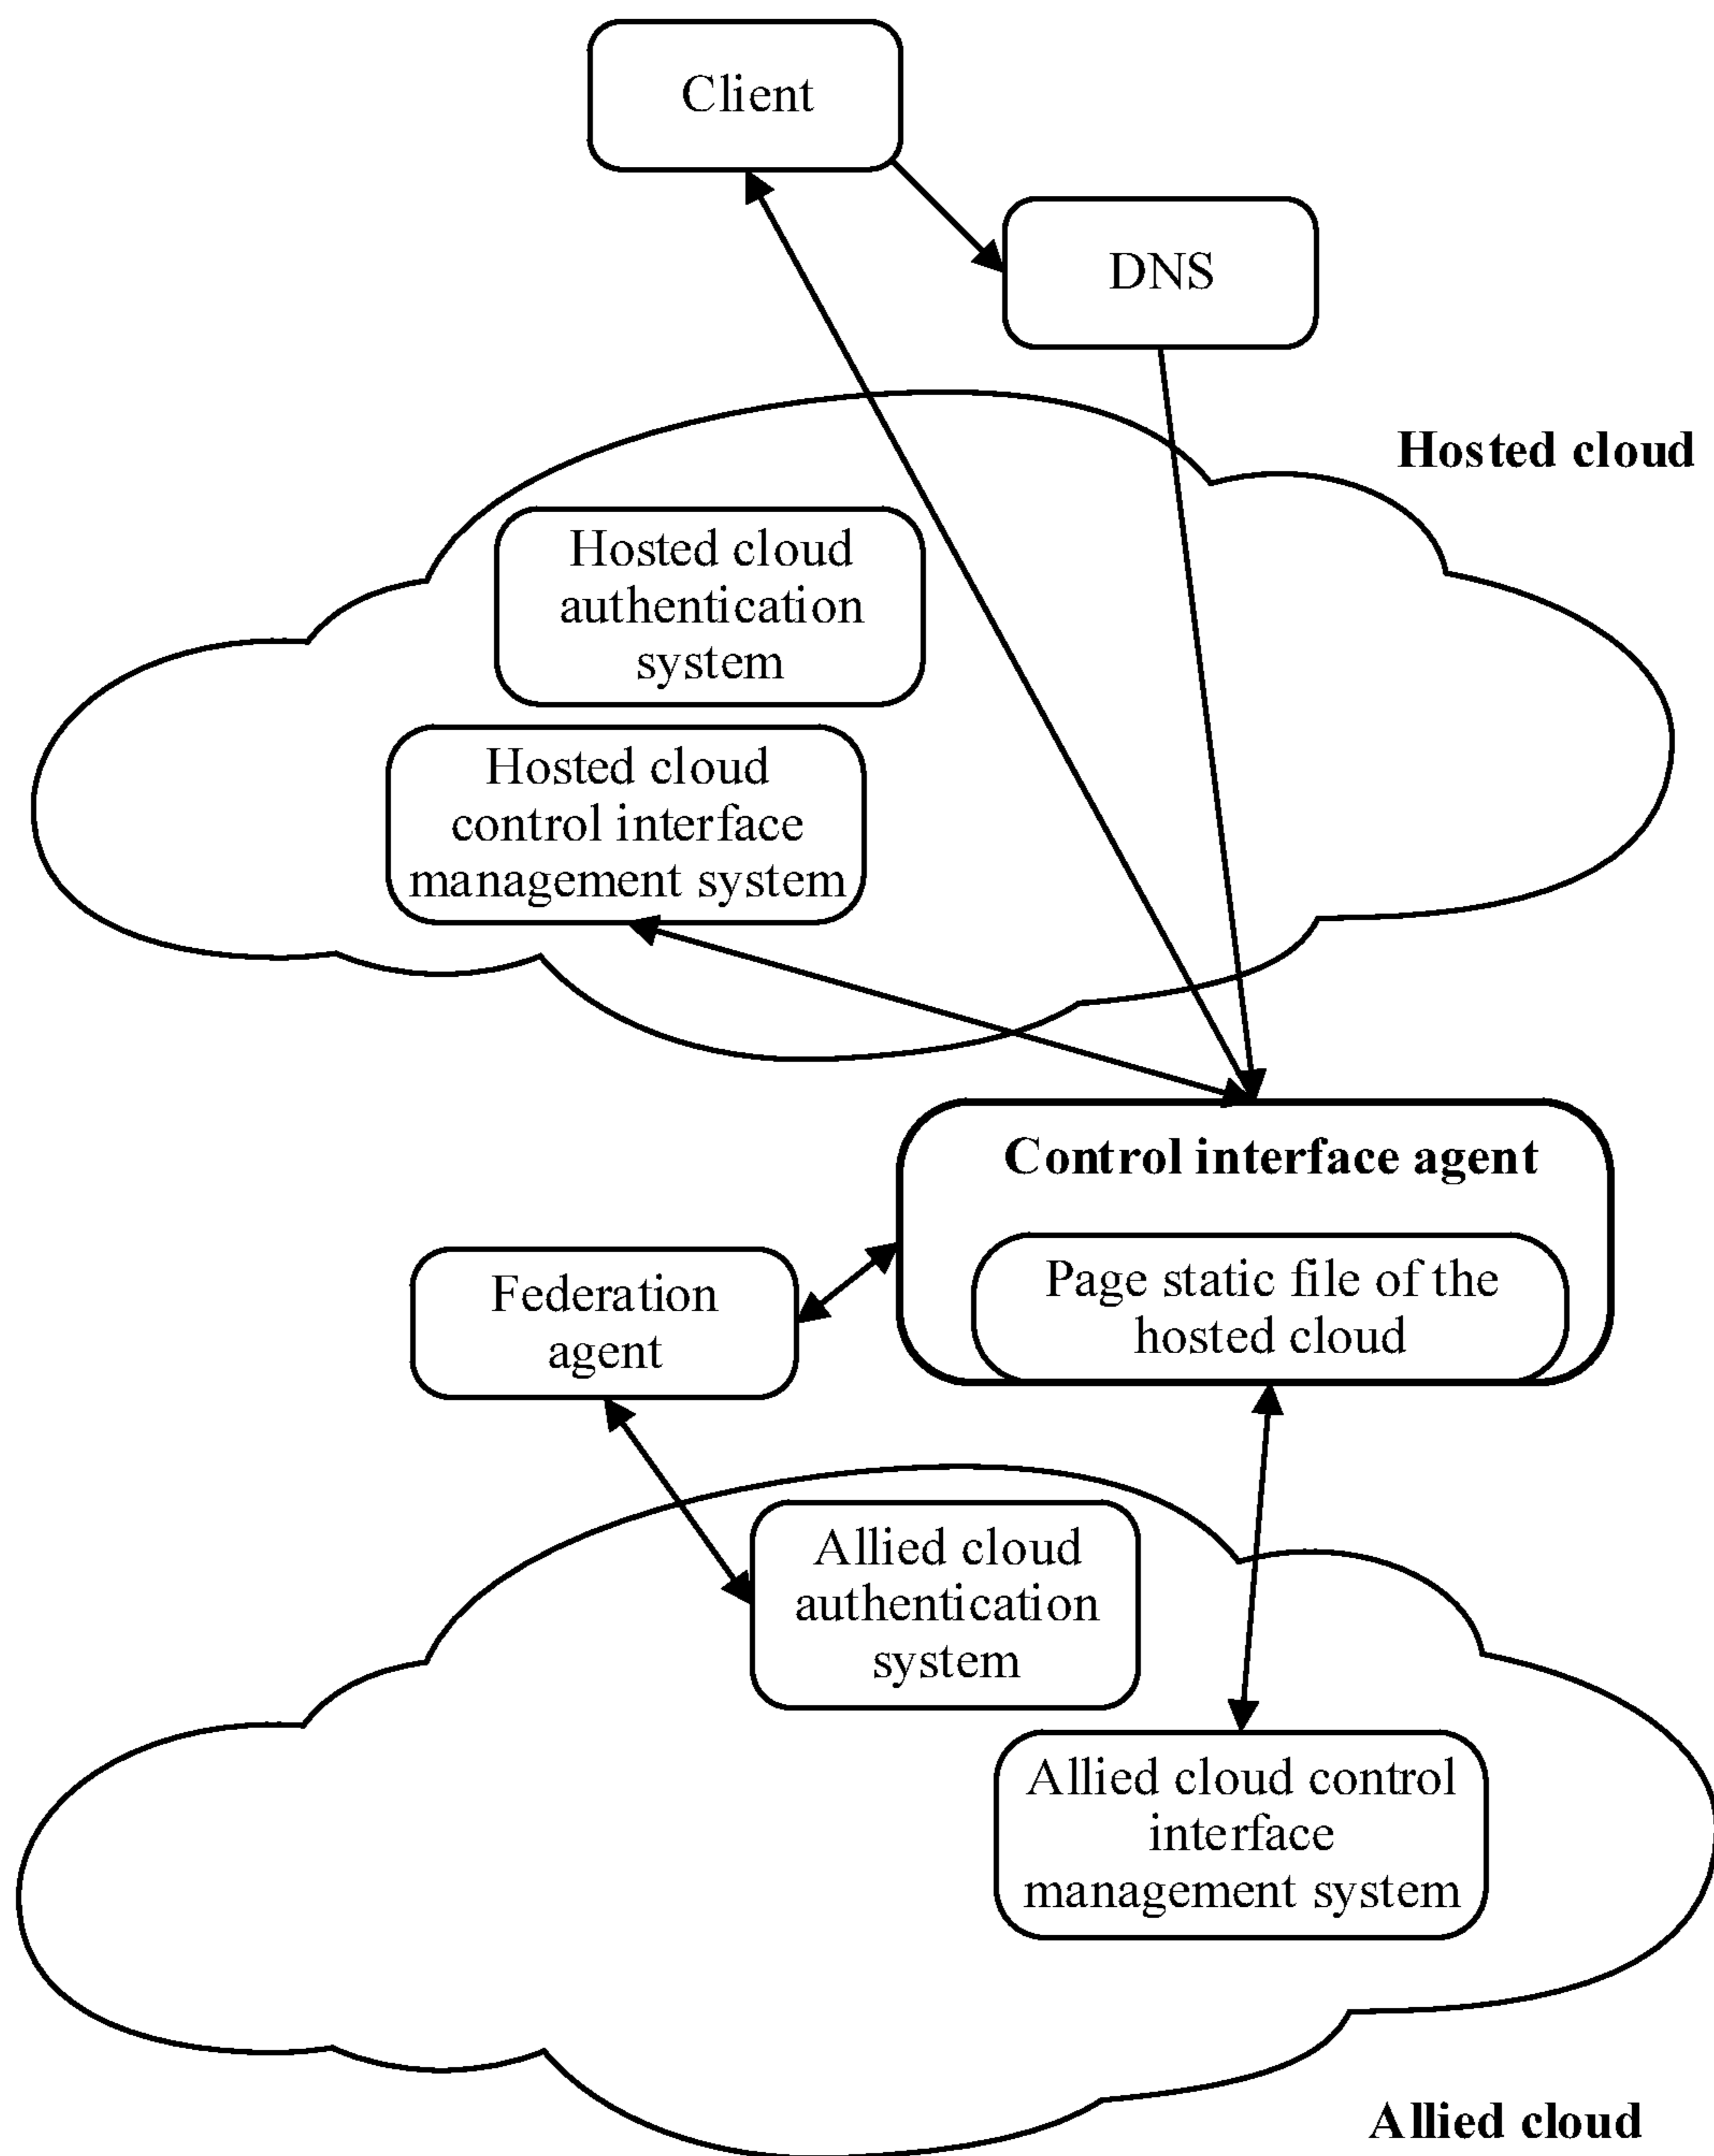 Client
DNS
Hosted cloud
Hosted cloud
authentication
system
Hosted cloud
control interface
management system
Control interface agent
Page static file of the
hosted cloud
Federation
agent
Allied cloud
authentication
system
Allied cloud control
interface
management system
Allied cloud